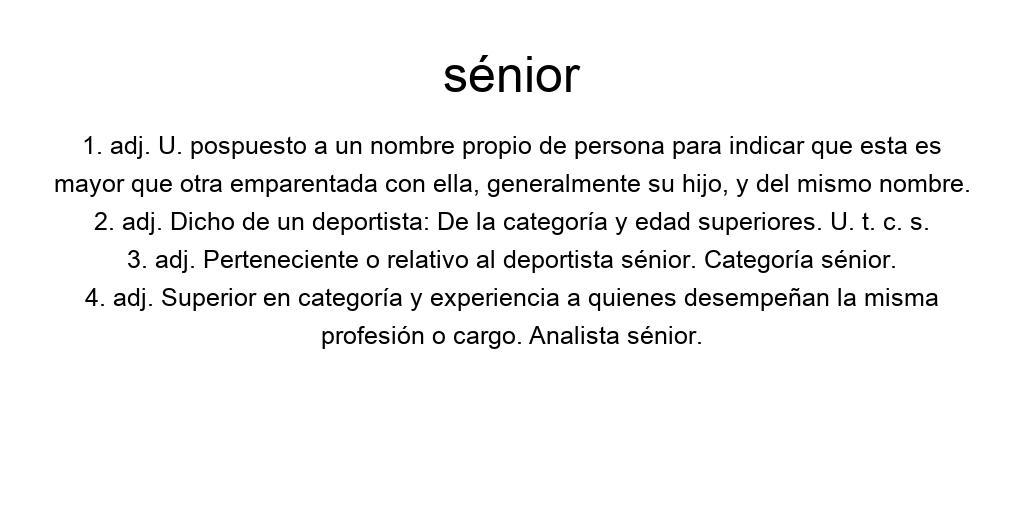 sénior
1. adj. U. pospuesto a un nombre propio de persona para indicar que esta es
mayor que otra emparentada con ella, generalmente su hijo, y del mismo nombre.
2. adj. Dicho de un deportista: De la categoría y edad superiores. U. t. c. s.
3. adj. Perteneciente o relativo al deportista sénior. Categoría sénior.
4. adj. Superior en categoría y experiencia a quienes desempeñan la misma
profesión o cargo. Analista sénior.